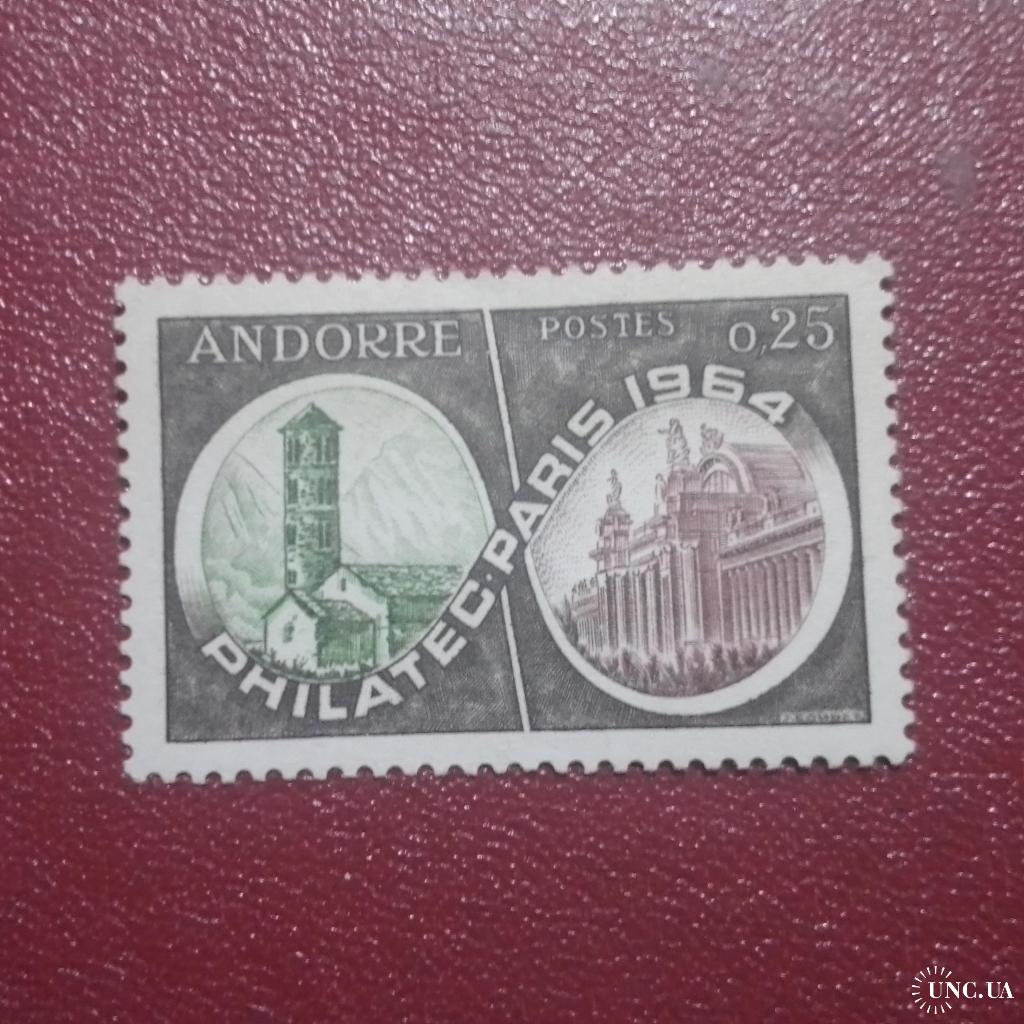 ANDORRE
POSTES
0,25
PHILATEC·PARIS 1964
UNC.UA